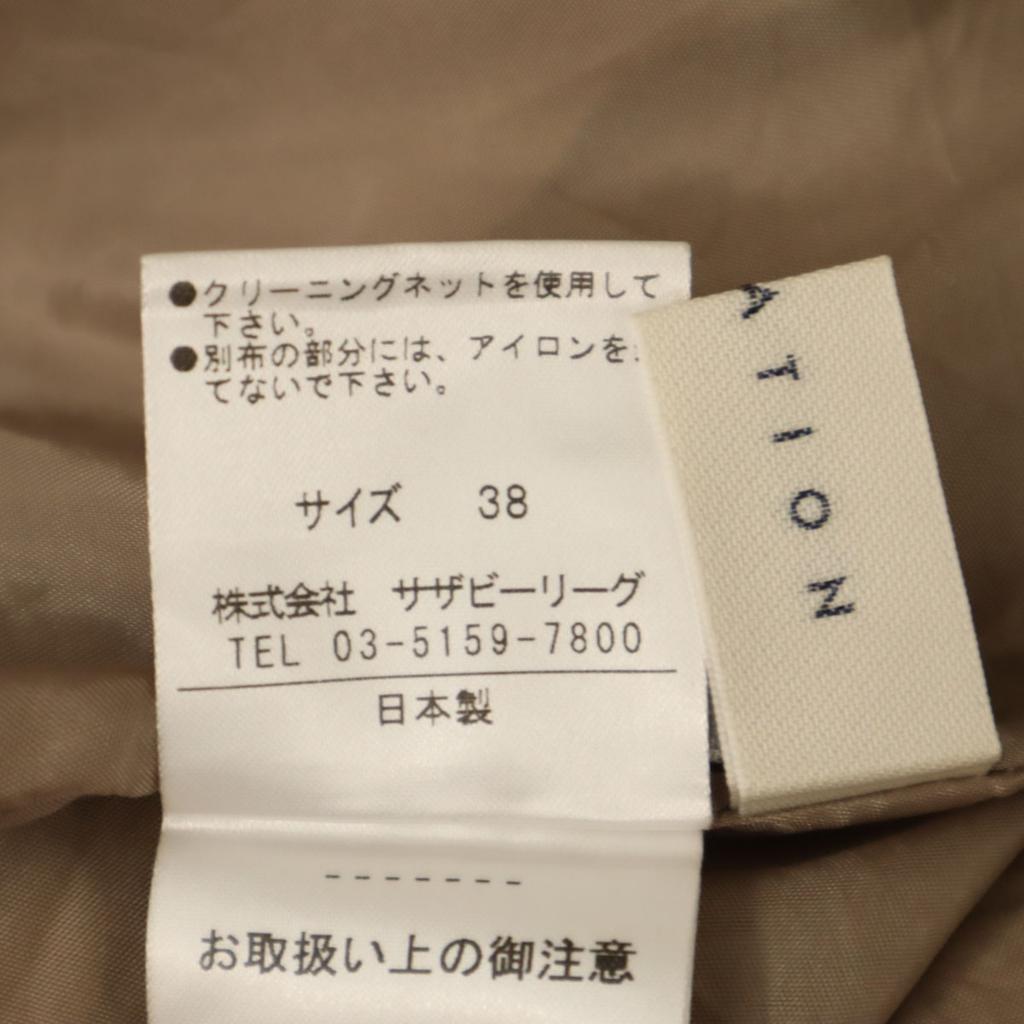 ●クリーニングネットを使用して
下さい。
●別布の部分には、アイロンを
てないで下さい。
サイズ 38
株式会社 サザビーリーグ
TEL 03-5159-7800
日本製
-------
お取扱い上の御注意
ATION